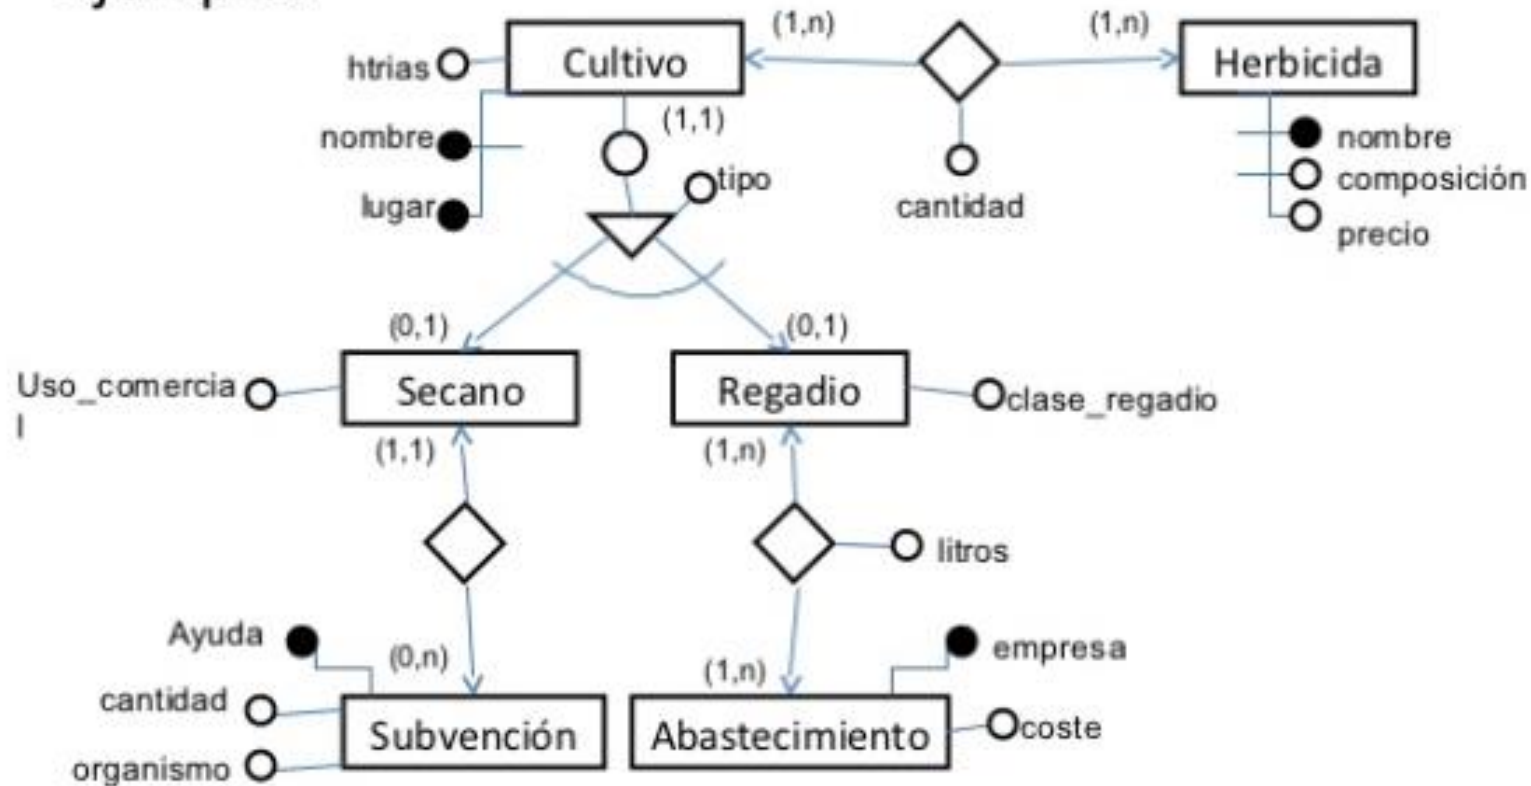 Cultivo
(1,n)
(1,n)
Herbicida
htrias
(1,1)
nombre
lugar
tipo
cantidad
nombre
composición
precio
(0,1)
(0,1)
Uso_comercia
l
Secano
Regadio
clase_regadio
(1,1)
(1,n)
litros
Ayuda
(0,n)
(1,n)
empresa
cantidad
organismo
Subvención
Abastecimiento
coste